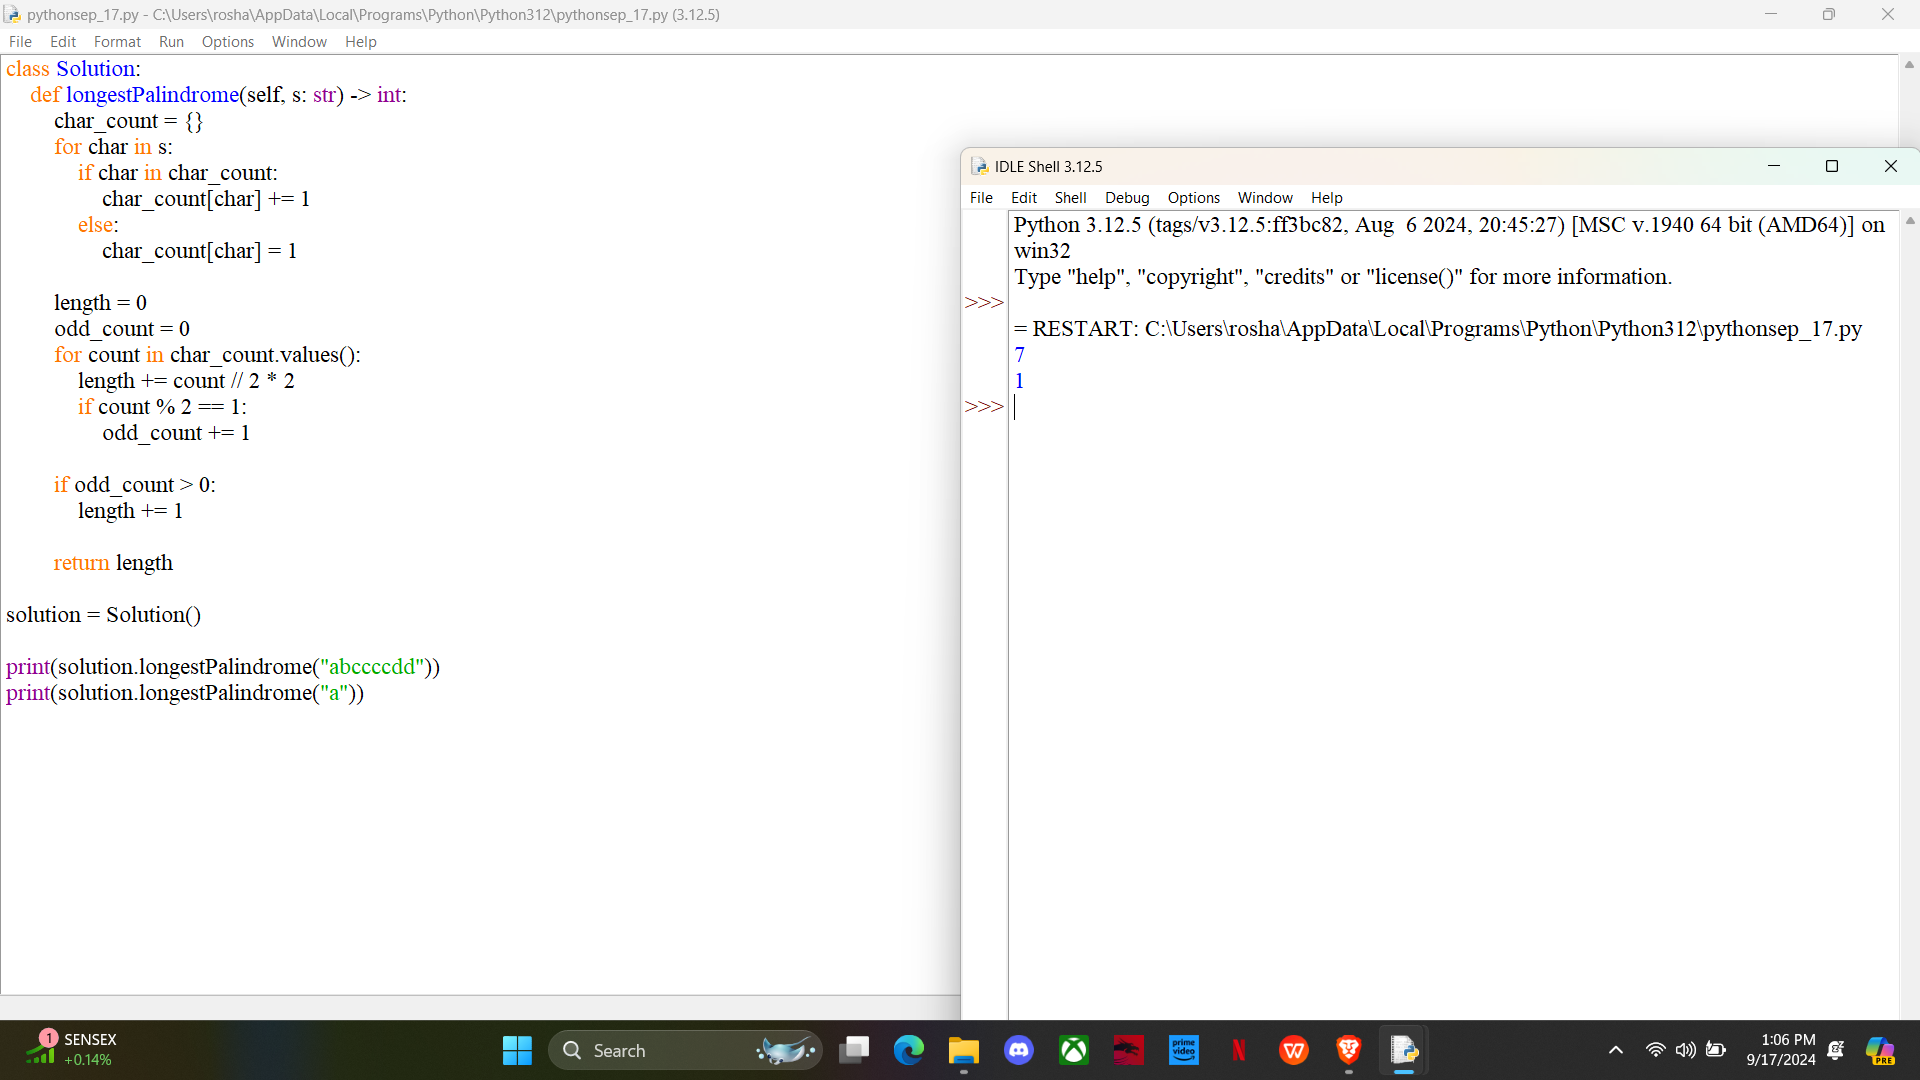 pythonsep_17.py - C:\Users\rosha\AppData\Local\Programs\Python\Python312\pythonsep_17.py (3.12.5)
File Edit Format Run Options Window Help
class Solution:
    def longestPalindrome(self, s: str) -> int:
        char_count = {}
        for char in s:
            if char in char_count:
                char_count[char] += 1
            else:
                char_count[char] = 1
        length = 0
        odd_count = 0
        for count in char_count.values():
            length += count // 2 * 2
            if count % 2 == 1:
                odd_count += 1
        if odd_count > 0:
            length += 1
        return length
solution = Solution()
print(solution.longestPalindrome("abccccdd"))
print(solution.longestPalindrome("a"))
IDLE Shell 3.12.5
File Edit Shell Debug Options Window Help
Python 3.12.5 (tags/v3.12.5:ff3bc82, Aug  6 2024, 20:45:27) [MSC v.1940 64 bit (AMD64)] on
win32
Type "help", "copyright", "credits" or "license()" for more information.
>>>
= RESTART: C:\Users\rosha\AppData\Local\Programs\Python\Python312\pythonsep_17.py
7
1
>>>
1
SENSEX
+0.14%
Search
prime video
N
W
1:06 PM
9/17/2024
PRE